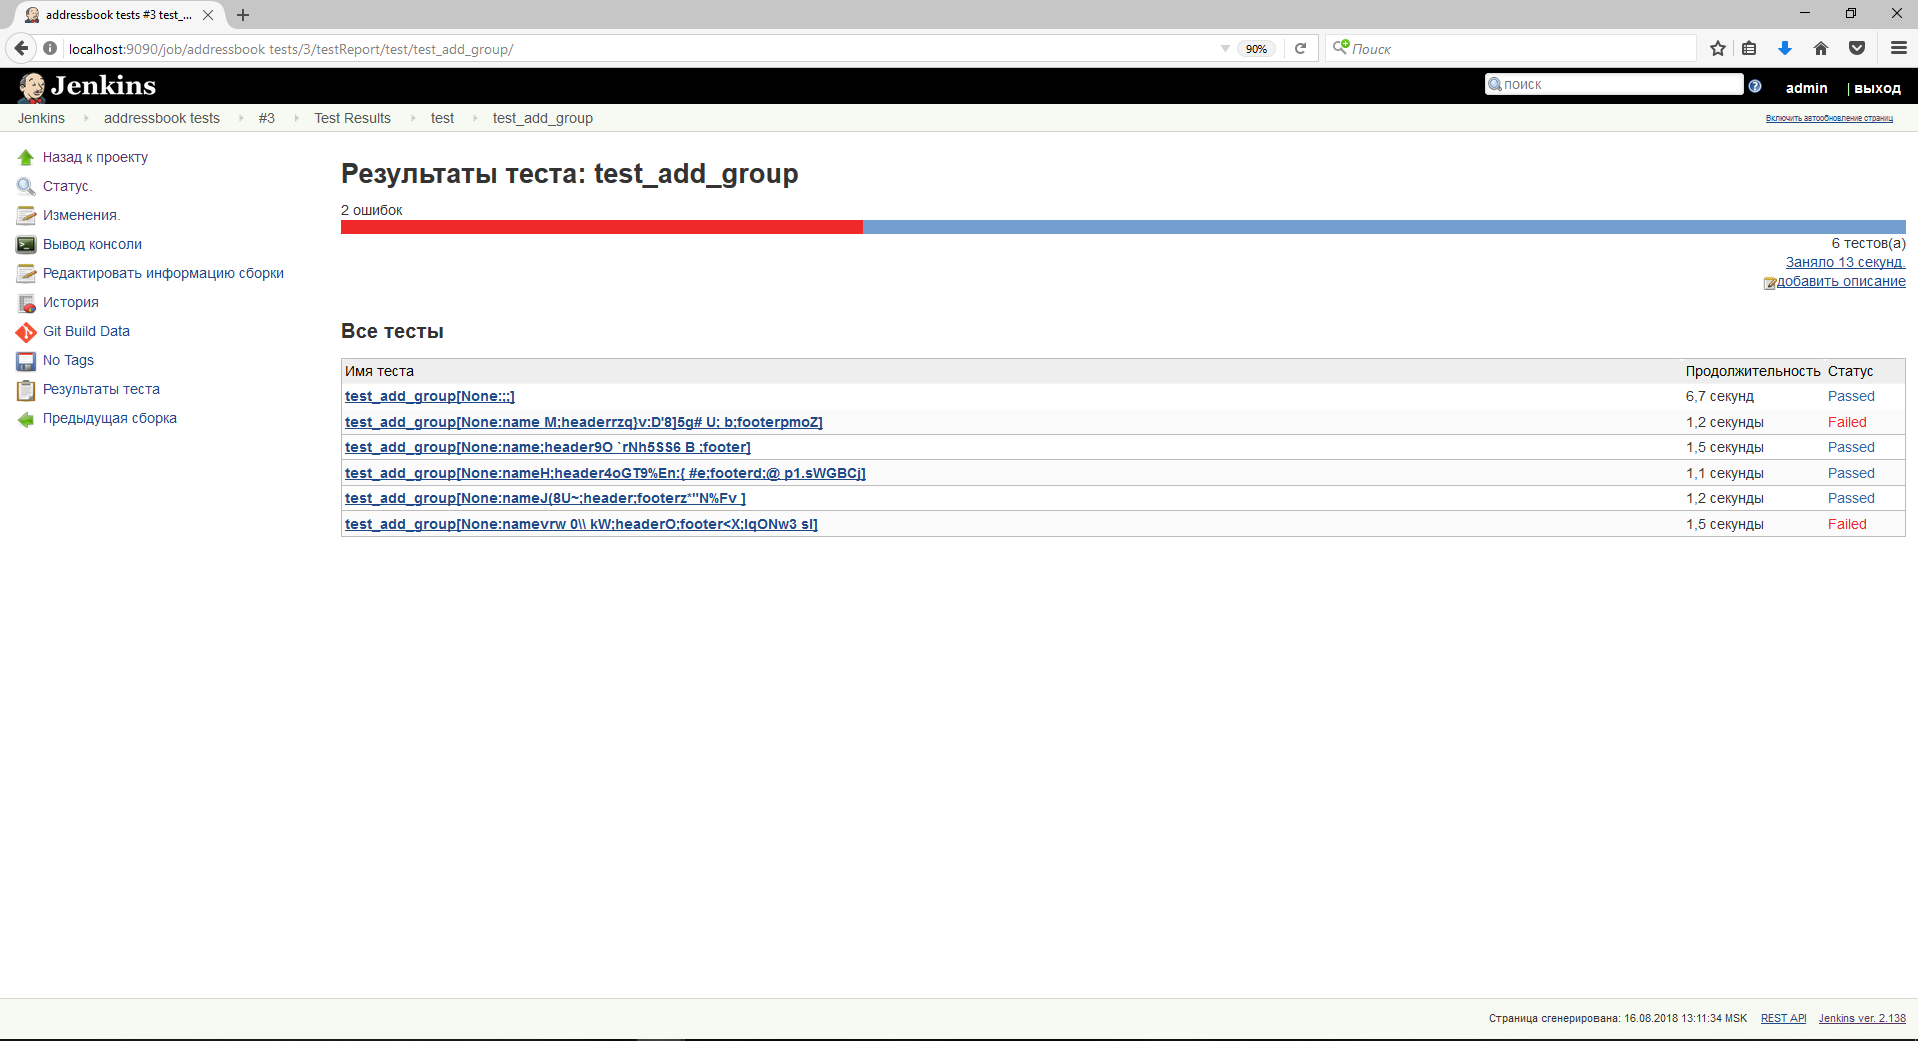 addressbook tests #3 test_...
localhost:9090/job/addressbook tests/3/testReport/test/test_add_group/
90%
Поиск
Jenkins
поиск
admin
| выход
Jenkins addressbook tests #3 Test Results test test_add_group
Включить автообновление страниц
Назад к проекту
Статус.
Изменения.
Вывод консоли
Редактировать информацию сборки
История
Git Build Data
No Tags
Результаты теста
Предыдущая сборка
Результаты теста: test_add_group
2 ошибок
6 тестов(а)
Заняло 13 секунд.
добавить описание
Все тесты
Имя теста Продолжительность Статус
test_add_group[None:;;] 6,7 секунд Passed
test_add_group[None:name M;headerrzq}v:D'8]5g# U; b;footerpmoZ] 1,2 секунды Failed
test_add_group[None:name;header9O `rNh5SS6 B ;footer] 1,5 секунды Passed
test_add_group[None:nameH;header4oGT9%En:{ #e;footerd;@ p1.sWGBCj] 1,1 секунды Passed
test_add_group[None:nameJ(8U~;header;footerz*"N%Fv ] 1,2 секунды Passed
test_add_group[None:namevrw 0\\ kW;headerO;footer<X;IqONw3 sI] 1,5 секунды Failed
Страница сгенерирована: 16.08.2018 13:11:34 MSK REST API Jenkins ver. 2.138